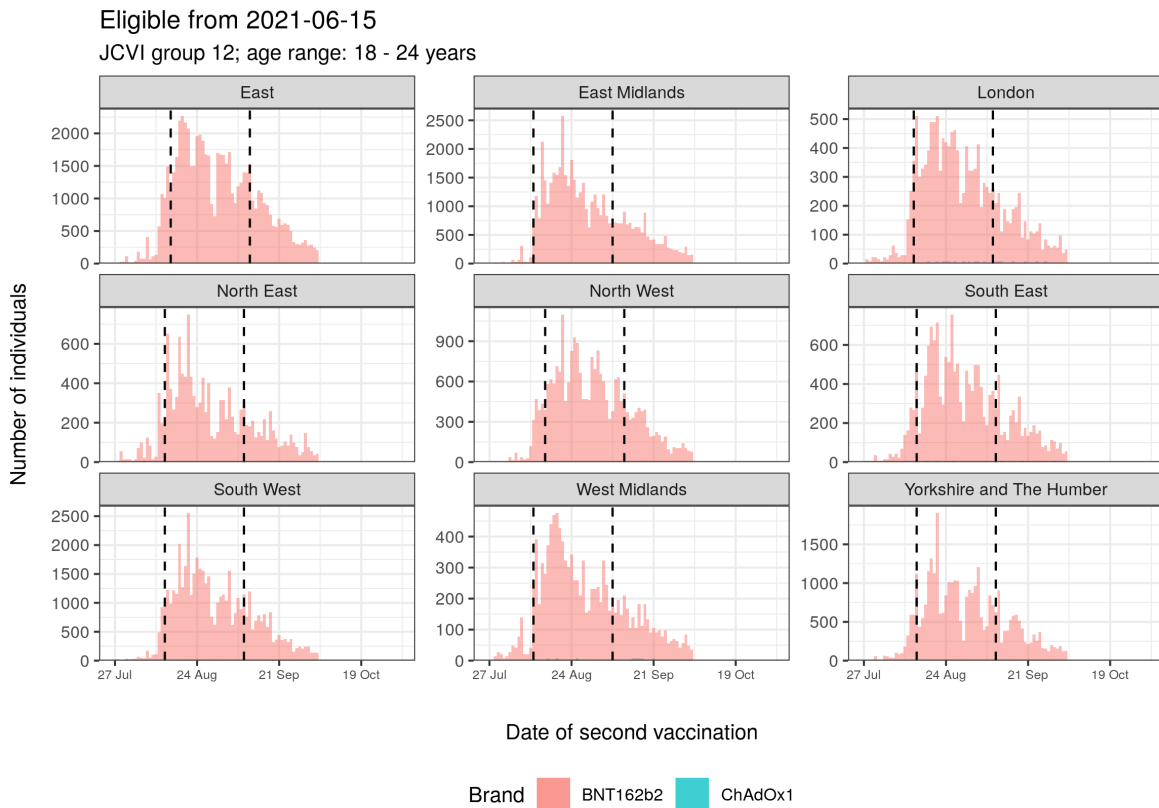 Eligible from 2021-06-15
JCVI group 12; age range: 18 - 24 years
East
East Midlands
London
2000
1500
1000
500
0
2500
2000
1500
1000
500
0
500
400
300
200
100
0
North East
North West
South East
600
400
200
0
900
600
300
0
600
400
200
0
South West
West Midlands
Yorkshire and The Humber
2500
2000
1500
1000
500
0
400
300
200
100
0
1500
1000
500
0
27 Jul 24 Aug 21 Sep 19 Oct
27 Jul 24 Aug 21 Sep 19 Oct
27 Jul 24 Aug 21 Sep 19 Oct
Number of individuals
Date of second vaccination
Brand BNT162b2 ChAdOx1